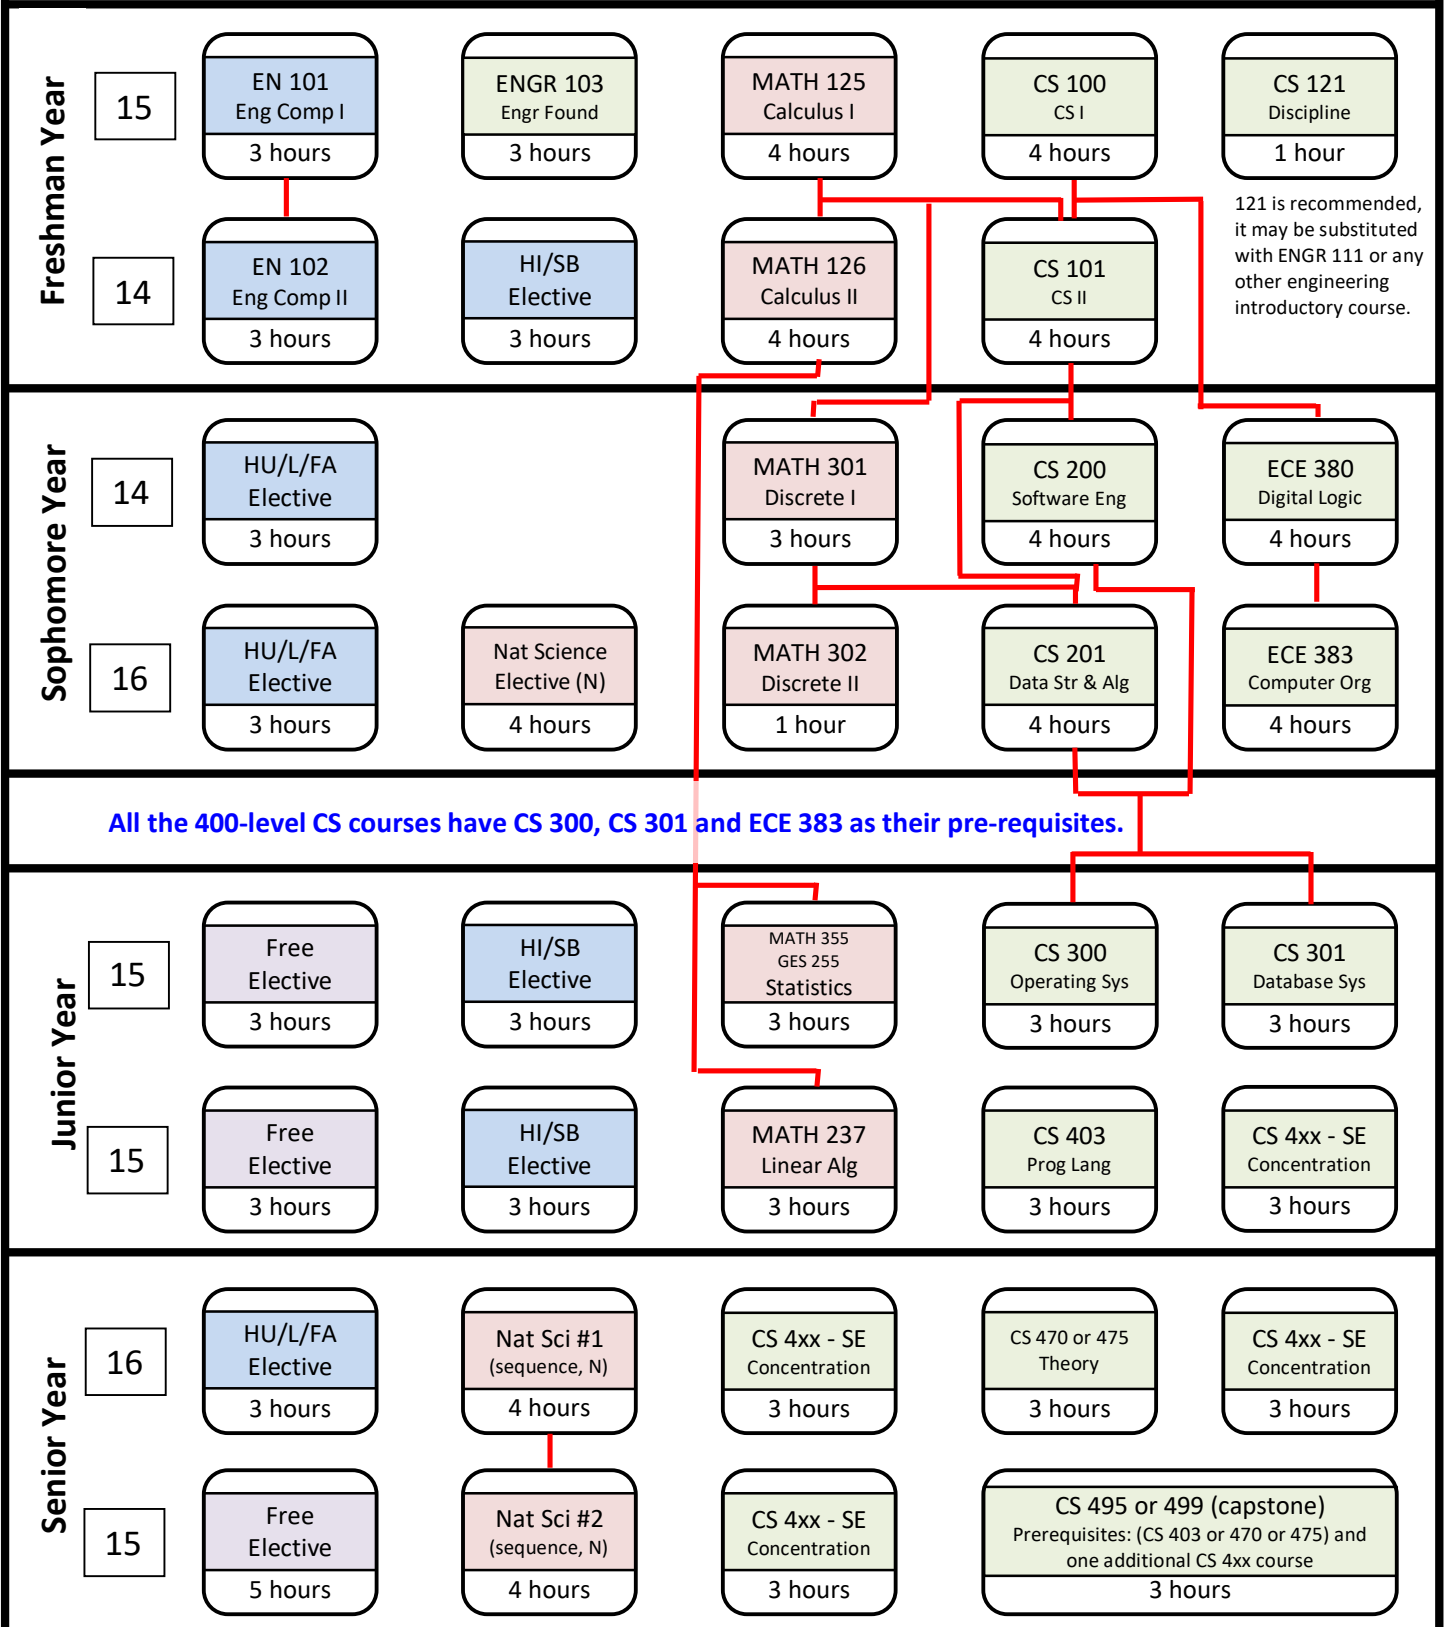 Freshman Year
15
EN 101
Eng Comp I
3 hours
ENGR 103
Engr Found
3 hours
MATH 125
Calculus I
4 hours
CS 100
CS I
4 hours
CS 121
Discipline
1 hour
121 is recommended,
it may be substituted
with ENGR 111 or any
other engineering
introductory course.
14
EN 102
Eng Comp II
3 hours
HI/SB
Elective
3 hours
MATH 126
Calculus II
4 hours
CS 101
CS II
4 hours
Sophomore Year
14
HU/L/FA
Elective
3 hours
MATH 301
Discrete I
3 hours
CS 200
Software Eng
4 hours
ECE 380
Digital Logic
4 hours
16
HU/L/FA
Elective
3 hours
Nat Science
Elective (N)
4 hours
MATH 302
Discrete II
1 hour
CS 201
Data Str & Alg
4 hours
ECE 383
Computer Org
4 hours
All the 400-level CS courses have CS 300, CS 301 and ECE 383 as their pre-requisites.
Junior Year
15
Free
Elective
3 hours
HI/SB
Elective
3 hours
MATH 355
GES 255
Statistics
3 hours
CS 300
Operating Sys
3 hours
CS 301
Database Sys
3 hours
15
Free
Elective
3 hours
HI/SB
Elective
3 hours
MATH 237
Linear Alg
3 hours
CS 403
Prog Lang
3 hours
CS 4xx - SE
Concentration
3 hours
Senior Year
16
HU/L/FA
Elective
3 hours
Nat Sci #1
(sequence, N)
4 hours
CS 4xx - SE
Concentration
3 hours
CS 470 or 475
Theory
3 hours
CS 4xx - SE
Concentration
3 hours
15
Free
Elective
5 hours
Nat Sci #2
(sequence, N)
4 hours
CS 4xx - SE
Concentration
3 hours
CS 495 or 499 (capstone)
Prerequisites: (CS 403 or 470 or 475) and
one additional CS 4xx course
3 hours